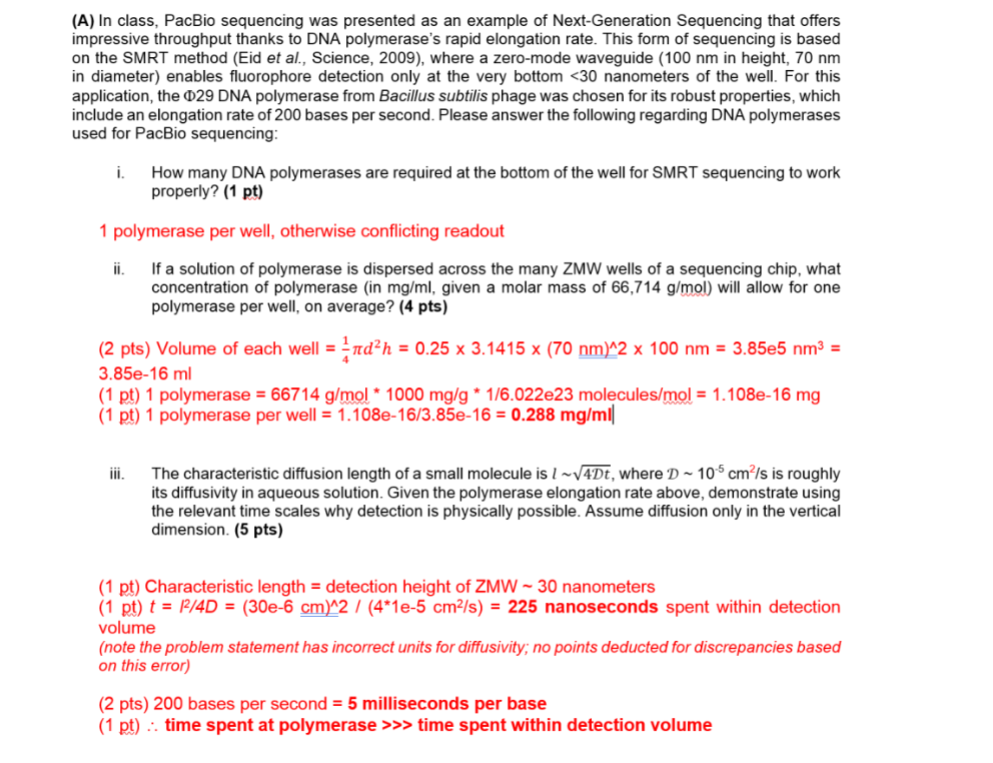 (A) In class, PacBio sequencing was presented as an example of Next-Generation Sequencing that offers
impressive throughput thanks to DNA polymerase's rapid elongation rate. This form of sequencing is based
on the SMRT method (Eid et al., Science, 2009), where a zero-mode waveguide (100 nm in height, 70 nm
in diameter) enables fluorophore detection only at the very bottom <30 nanometers of the well. For this
application, the Φ29 DNA polymerase from Bacillus subtilis phage was chosen for its robust properties, which
include an elongation rate of 200 bases per second. Please answer the following regarding DNA polymerases
used for PacBio sequencing:
i. How many DNA polymerases are required at the bottom of the well for SMRT sequencing to work
properly? (1 pt)
1 polymerase per well, otherwise conflicting readout
ii. If a solution of polymerase is dispersed across the many ZMW wells of a sequencing chip, what
concentration of polymerase (in mg/ml, given a molar mass of 66,714 g/mol) will allow for one
polymerase per well, on average? (4 pts)
(2 pts) Volume of each well = 1/4 πd²h = 0.25 x 3.1415 x (70 nm)^2 x 100 nm = 3.85e5 nm³ =
3.85e-16 ml
(1 pt) 1 polymerase = 66714 g/mol * 1000 mg/g * 1/6.022e23 molecules/mol = 1.108e-16 mg
(1 pt) 1 polymerase per well = 1.108e-16/3.85e-16 = 0.288 mg/ml
iii. The characteristic diffusion length of a small molecule is l ~√4Dt, where D ~ 10⁻⁵ cm²/s is roughly
its diffusivity in aqueous solution. Given the polymerase elongation rate above, demonstrate using
the relevant time scales why detection is physically possible. Assume diffusion only in the vertical
dimension. (5 pts)
(1 pt) Characteristic length = detection height of ZMW ~ 30 nanometers
(1 pt) t = l²/4D = (30e-6 cm)^2 / (4*1e-5 cm²/s) = 225 nanoseconds spent within detection
volume
(note the problem statement has incorrect units for diffusivity; no points deducted for discrepancies based
on this error)
(2 pts) 200 bases per second = 5 milliseconds per base
(1 pt) ∴ time spent at polymerase >>> time spent within detection volume